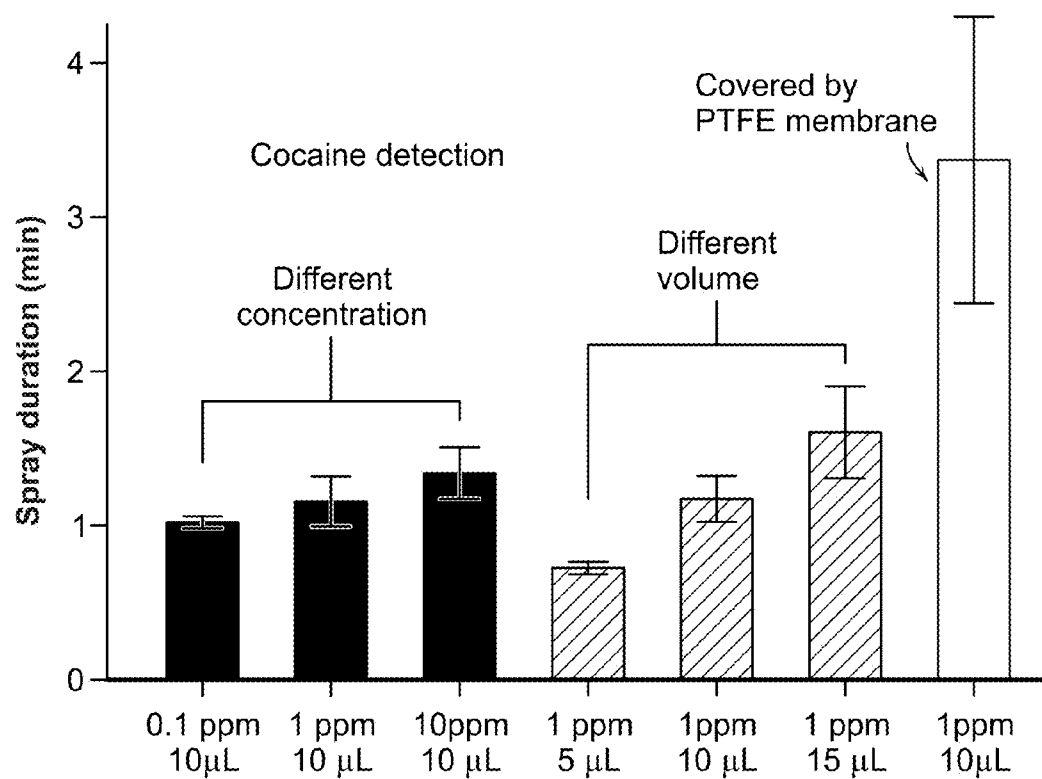 Spray duration (min)
4
3
2
1
0
Cocaine detection
Different
concentration
Different
volume
Covered by
PTFE membrane
0.1 ppm
10μL
1 ppm
10 μL
10ppm
10 μL
1 ppm
5 μL
1ppm
10 μL
1 ppm
15 μL
1ppm
10μL